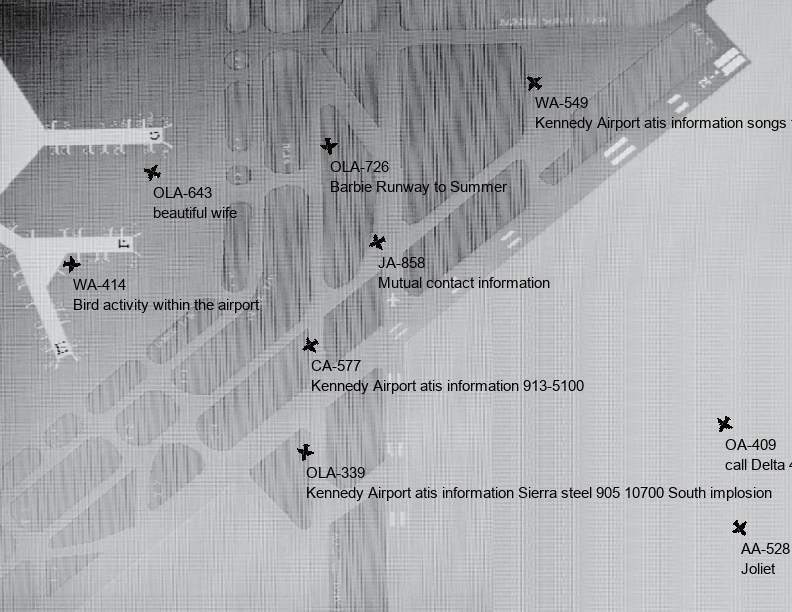 WA-549
Kennedy Airport atis information songs
OLA-726
Barbie Runway to Summer
OLA-643
beautiful wife
JA-858
Mutual contact information
WA-414
Bird activity within the airport
CA-577
Kennedy Airport atis information 913-5100
OA-409
call Delta
OLA-339
Kennedy Airport atis information Sierra steel 905 10700 South implosion
AA-528
Joliet